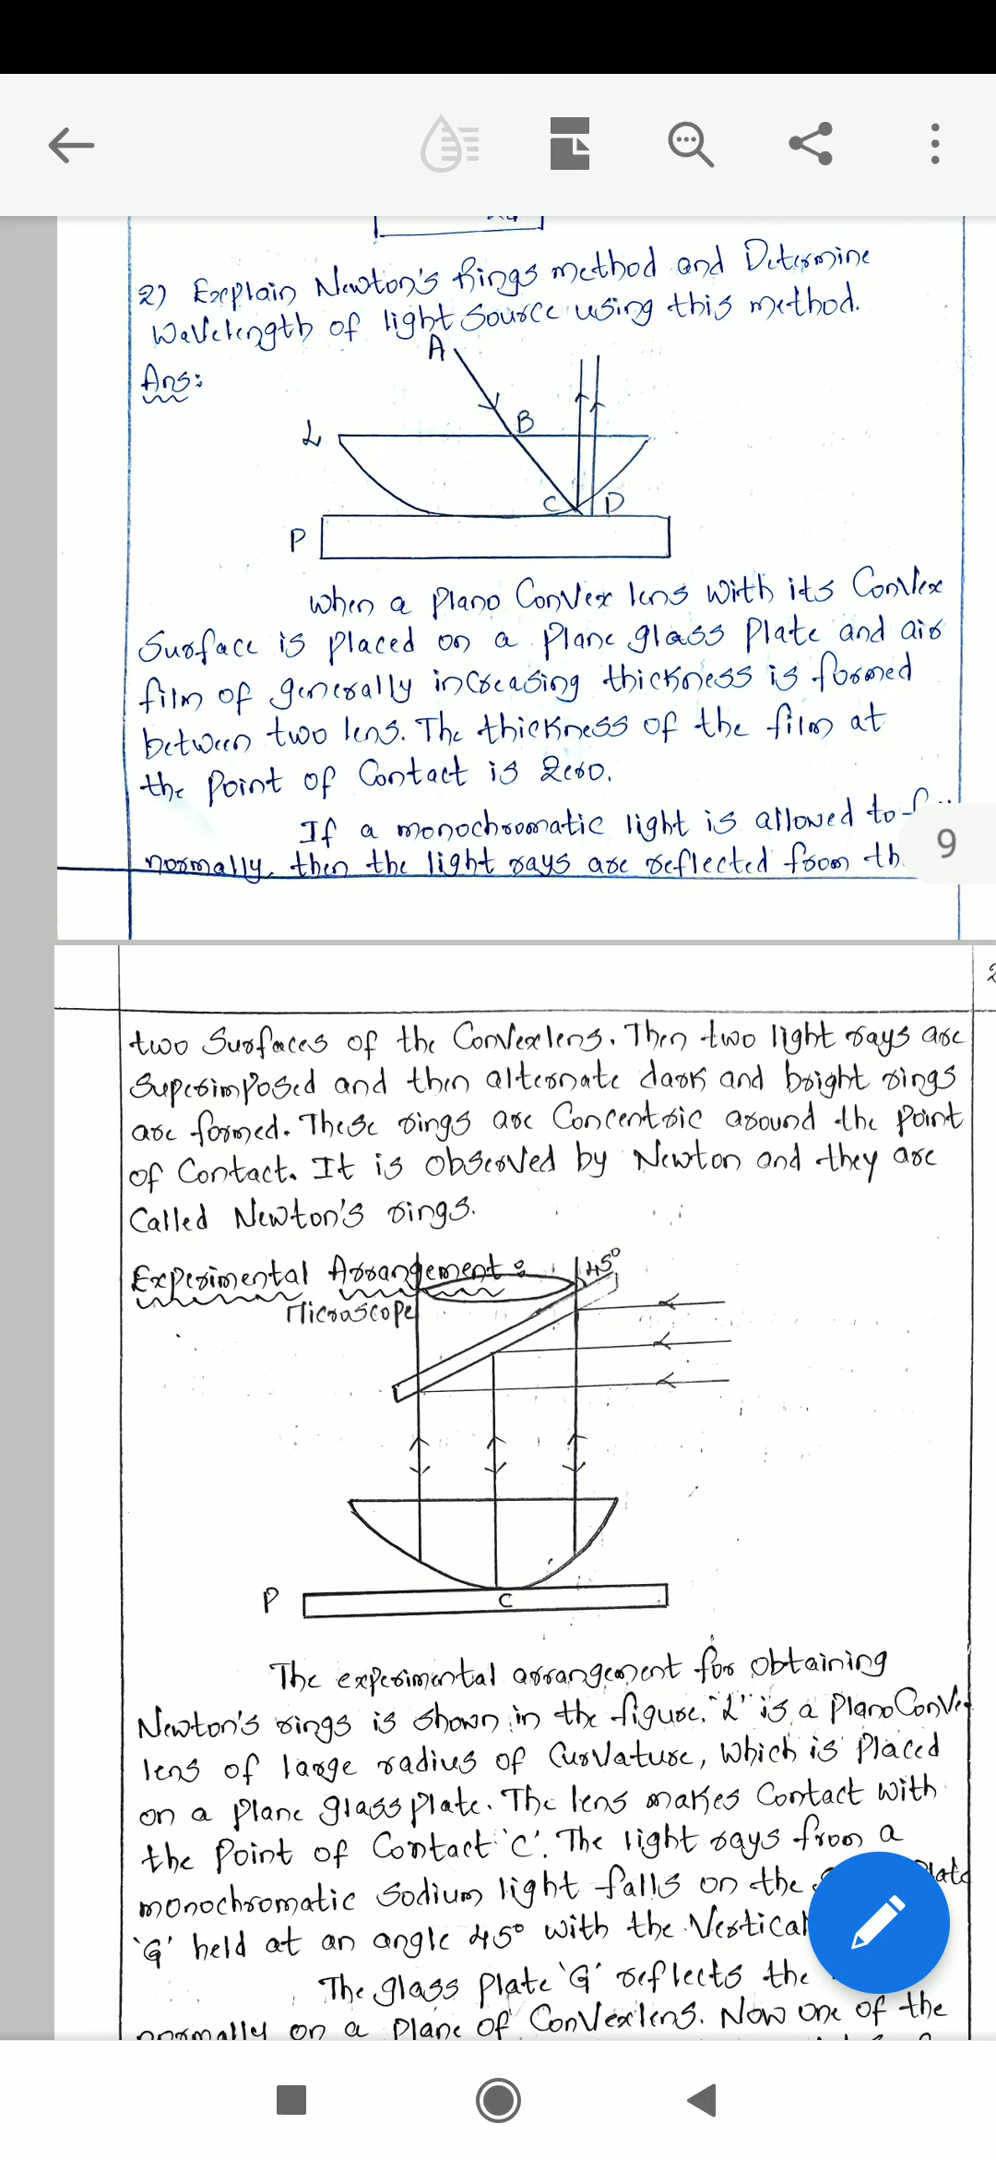 2) Explain Newton's Rings method and Determine
wavelength of light source using this method.
A
Ans:
B
L
C D
P
when a plano Convex lens with its Convex
Surface is placed on a plane glass plate and air
film of generally increasing thickness is formed
between two lens. The thickness of the film at
the point of Contact is zero.
If a monochromatic light is allowed to
normally, then the light rays are reflected from
9
two Surfaces of the Convexlens. Then two light rays are
Superimposed and then alternate dark and bright rings
are formed. These rings are Concentric around the point
of Contact. It is observed by Newton and they are
Called Newton's rings.
Experimental Arrangement :
45°
Microscope
P
C
The experimental arrangement for obtaining
Newton's rings is shown in the figure. "L" is a Plano
lens of large radius of Curvature, which is placed
on a plane glassplate. The lens makes Contact with
the point of Contact 'C'. The light rays from a
monochromatic Sodium light falls on the
'G' held at an angle 45° with the Vertical
The glass plate 'G' reflects the
normally on a plane of Convexlens. Now one of the